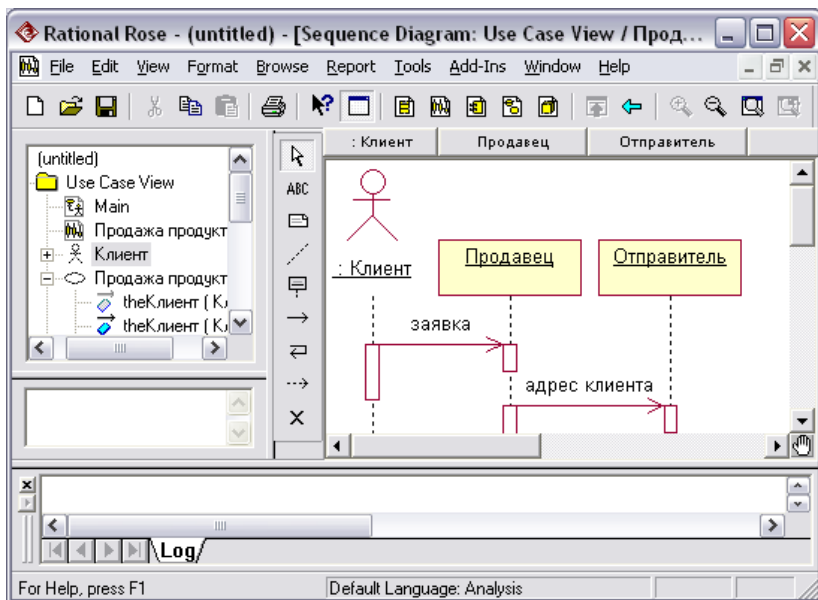 Rational Rose - (untitled) - [Sequence Diagram: Use Case View / Прод...
File Edit View Format Browse Report Tools Add-Ins Window Help
(untitled)
Use Case View
Main
Продажа продукт
Клиент
Продажа продукт
theКлиент ( К
theКлиент ( К
ABC
: Клиент Продавец Отправитель
: Клиент
Продавец
Отправитель
заявка
адрес клиента
Log
For Help, press F1 Default Language: Analysis